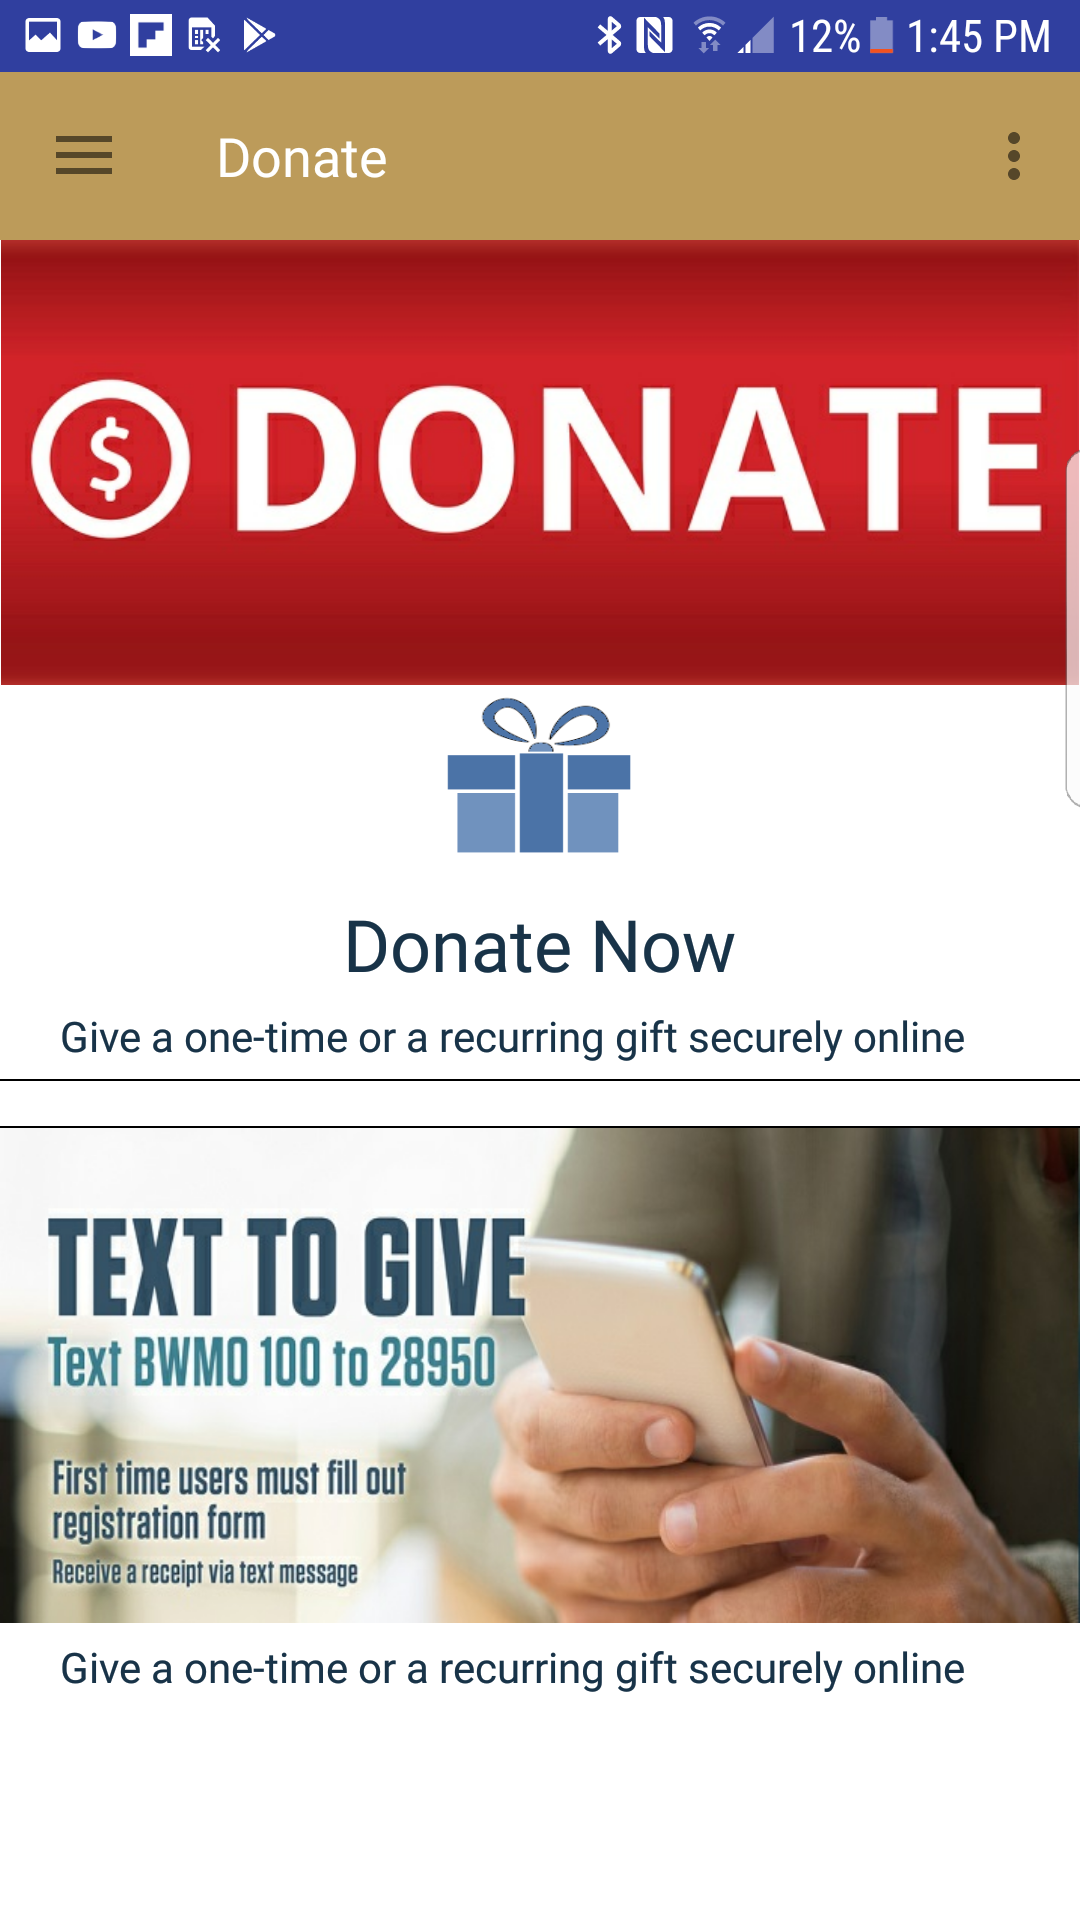 12% 1:45 PM
Donate
$ DONATE
Donate Now
Give a one-time or a recurring gift securely online
TEXT TO GIVE
Text BWMO 100 to 28950
First time users must fill out
registration form
Receive a receipt via text message
Give a one-time or a recurring gift securely online